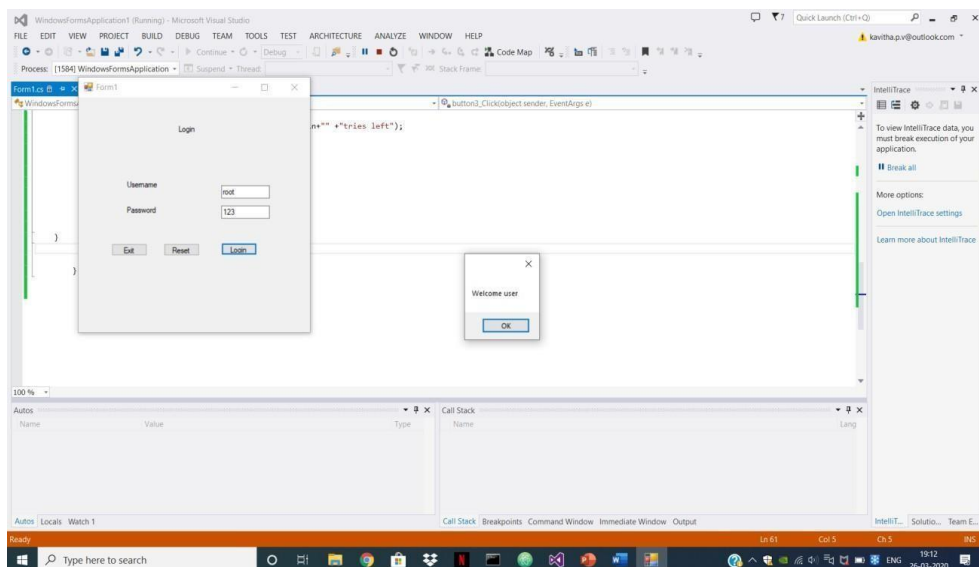 WindowsFormsApplication1 (Running) - Microsoft Visual Studio
7 Quick Launch (Ctrl+Q)
FILE EDIT VIEW PROJECT BUILD DEBUG TEAM TOOLS TEST ARCHITECTURE ANALYZE WINDOW HELP
kavitha.p.v@outlook.com
Continue Debug Code Map
Process: [1584] WindowsFormsApplication Suspend Thread: Stack Frame:
Form1.cs
WindowsForms
button3_Click(object sender, EventArgs e)
n+"" +"tries left");
}
}
Form1
Login
Username root
Password 123
Exit Reset Login
Welcome user
OK
100 %
IntelliTrace
To view IntelliTrace data, you must break execution of your application.
Break all
More options:
Open IntelliTrace settings
Learn more about IntelliTrace
Autos
Name Value Type
Call Stack
Name Lang
Autos Locals Watch 1
Call Stack Breakpoints Command Window Immediate Window Output
IntelliT... Solutio... Team E...
Ready Ln 61 Col 5 Ch 5 INS
Type here to search
ENG 19:12
26-03-2020